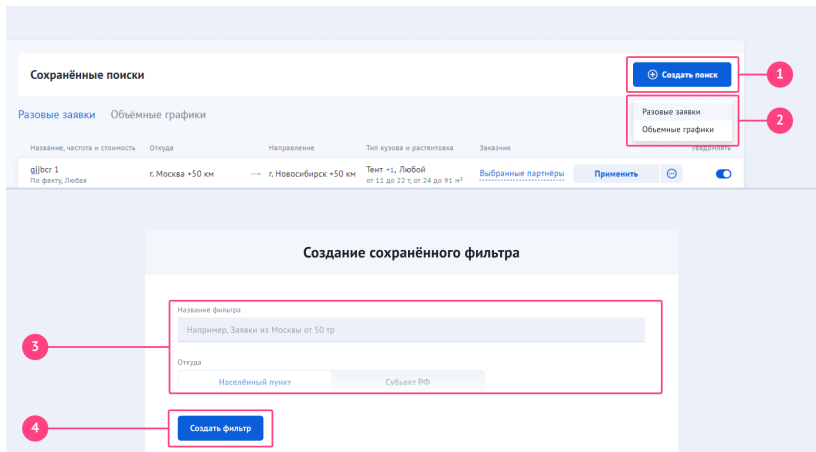 Сохранённые поиски
Создать поиск
1
Разовые заявки Объёмные графики
Разовые заявки
Объемные графики
2
Название, частота и стоимость Откуда Направление Тип кузова и растентовка Заказчик Уведомлять
gjjbcr 1
По факту, Любая
г. Москва +50 км → г. Новосибирск +50 км
Тент +1, Любой
от 11 до 22 т, от 24 до 91 м³
Выбранные партнёры
Применить
Создание сохранённого фильтра
Название фильтра
Например, Заявки из Москвы от 50 тр
3
Откуда
Населённый пункт Субъект РФ
4
Создать фильтр